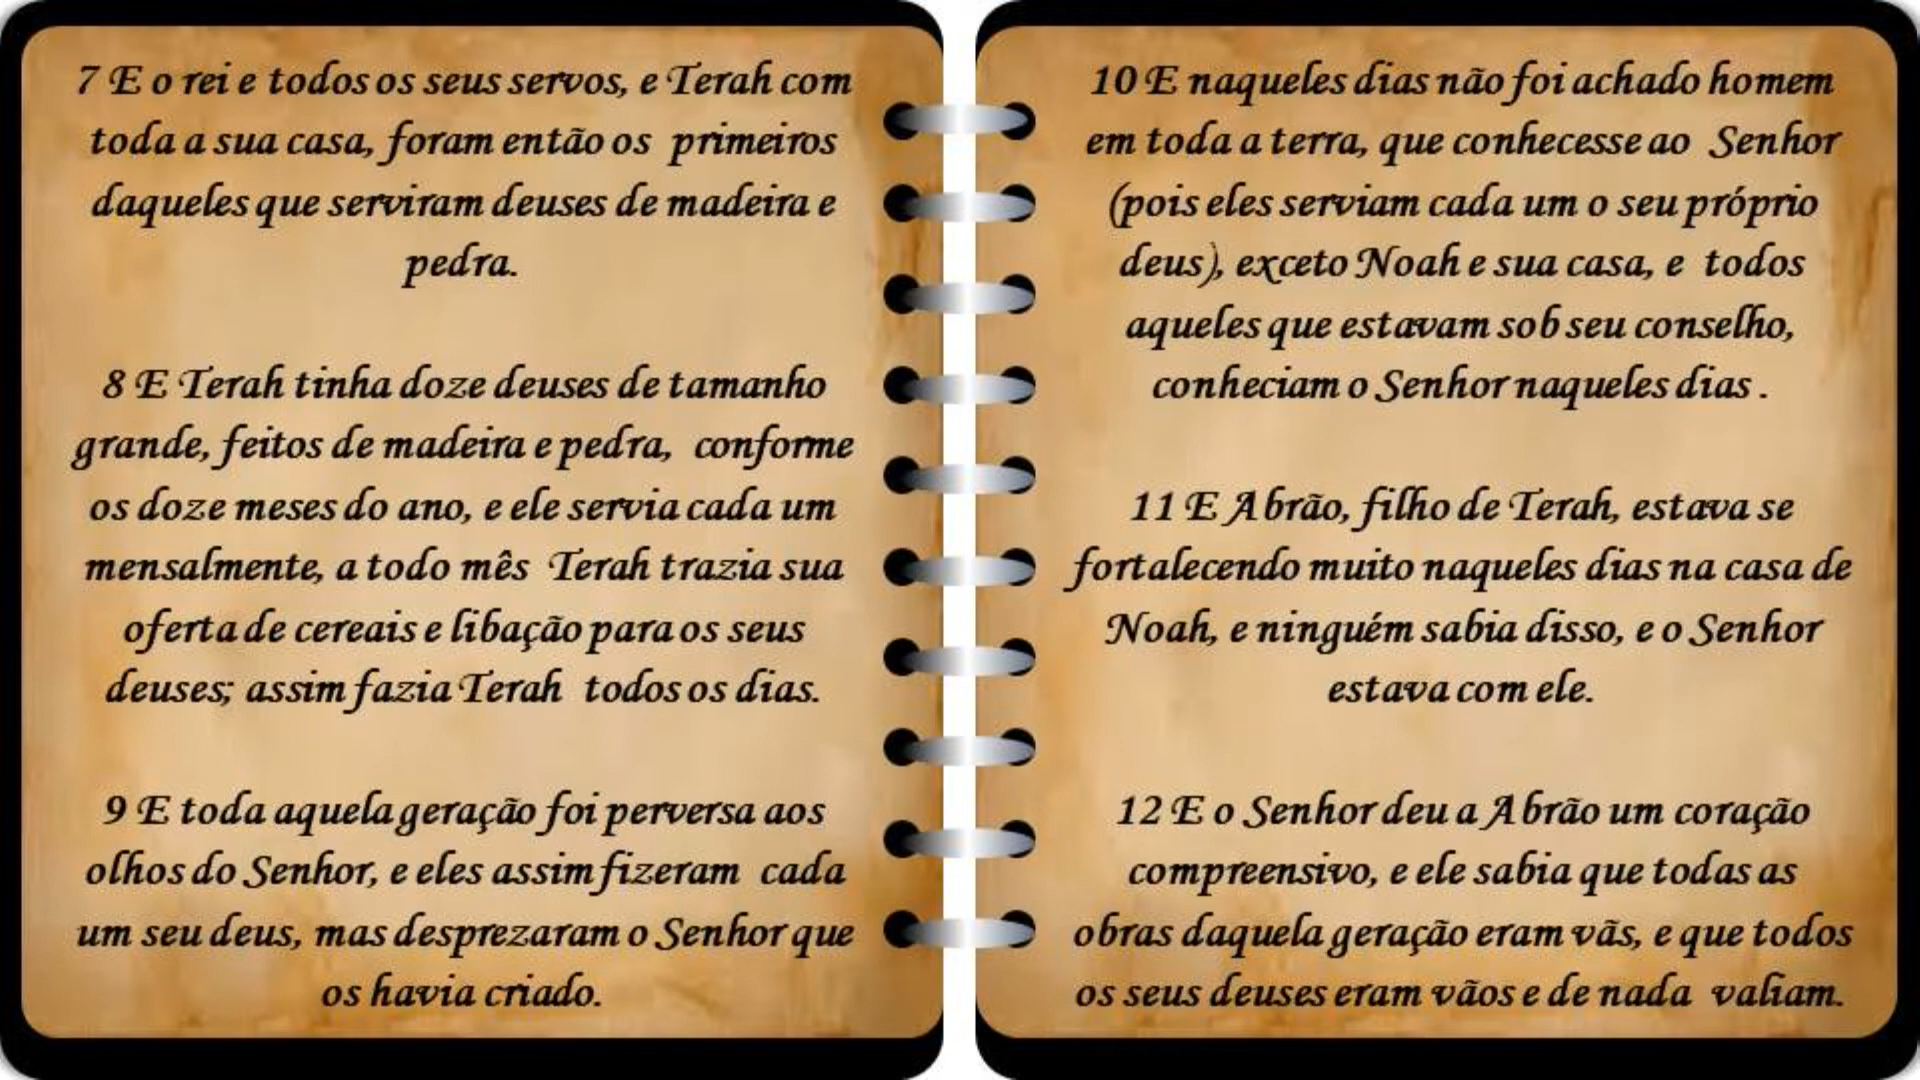 7 E o rei e todos os seus servos, e Terah com
toda a sua casa, foram então os primeiros
daqueles que serviram deuses de madeira e
pedra.
8 E Terah tinha doze deuses de tamanho
grande, feitos de madeira e pedra, conforme
os doze meses do ano, e ele servia cada um
mensalmente, a todo mês Terah trazia sua
oferta de cereais e libação para os seus
deuses; assim fazia Terah todos os dias.
9 E toda aquela geração foi perversa aos
olhos do Senhor, e eles assim fizeram cada
um seu deus, mas desprezaram o Senhor que
os havia criado.
10 E naqueles dias não foi achado homem
em toda a terra, que conhecesse ao Senhor
(pois eles serviam cada um o seu próprio
deus), exceto Noah e sua casa, e todos
aqueles que estavam sob seu conselho,
conheciam o Senhor naqueles dias .
11 E Abrão, filho de Terah, estava se
fortalecendo muito naqueles dias na casa de
Noah, e ninguém sabia disso, e o Senhor
estava com ele.
12 E o Senhor deu a Abrão um coração
compreensivo, e ele sabia que todas as
obras daquela geração eram vãs, e que todos
os seus deuses eram vãos e de nada valiam.